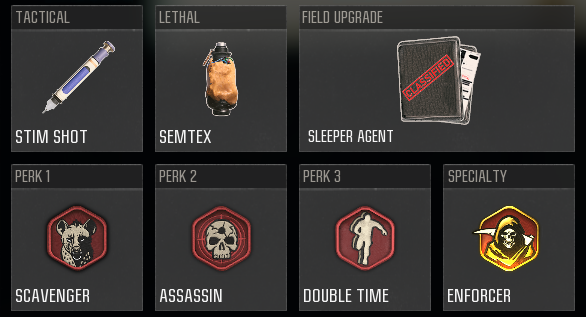 TACTICAL
LETHAL
FIELD UPGRADE
CLASSIFIED
STIM SHOT
SEMTEX
SLEEPER AGENT
PERK 1
PERK 2
PERK 3
SPECIALTY
SCAVENGER
ASSASSIN
DOUBLE TIME
ENFORCER